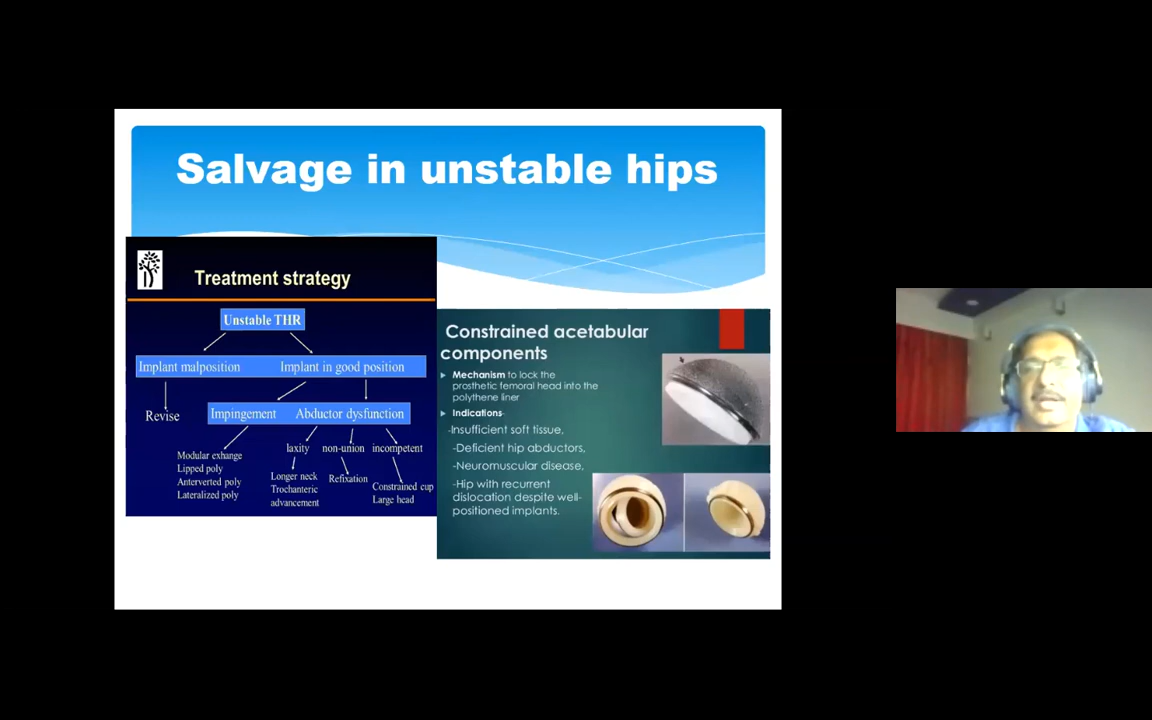 Salvage in unstable hips
Treatment strategy
Unstable THR
Implant malposition
Implant in good position
Revise
Impingement
Abductor dysfunction
Modular exhange
Lipped poly
Anterverted poly
Lateralized poly
laxity
non-union
incompetent
Longer neck
Trochanteric
advancement
Refixation
Constrained cup
Large head
Constrained acetabular
components
Mechanism to lock the
prosthetic femoral head into the
polythene liner
Indications-
-Insufficient soft tissue,
-Deficient hip abductors,
-Neuromuscular disease,
-Hip with recurrent
dislocation despite well-
positioned implants.